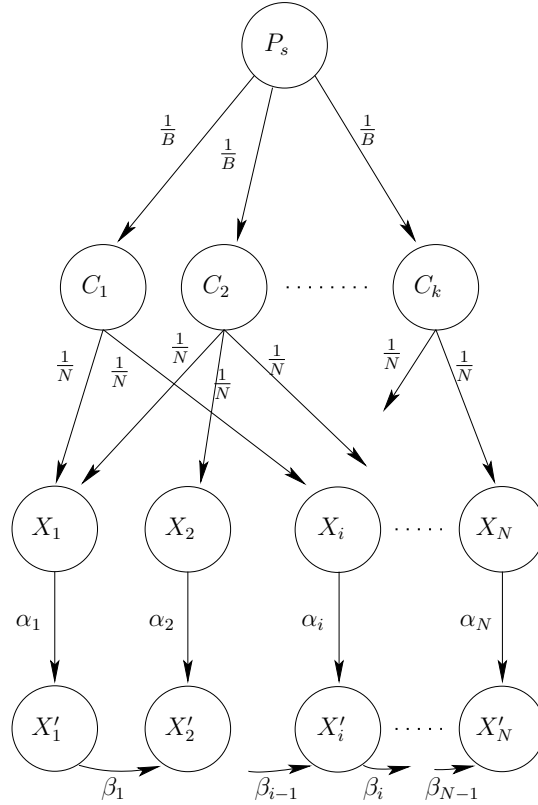 P_s
1/B 1/B 1/B
C_1 C_2 ........ C_k
1/N 1/N 1/N 1/N 1/N 1/N 1/N
X_1 X_2 X_i ..... X_N
α_1 α_2 α_i α_N
X'_1 X'_2 X'_i ..... X'_N
β_1 β_{i-1} β_i β_{N-1}